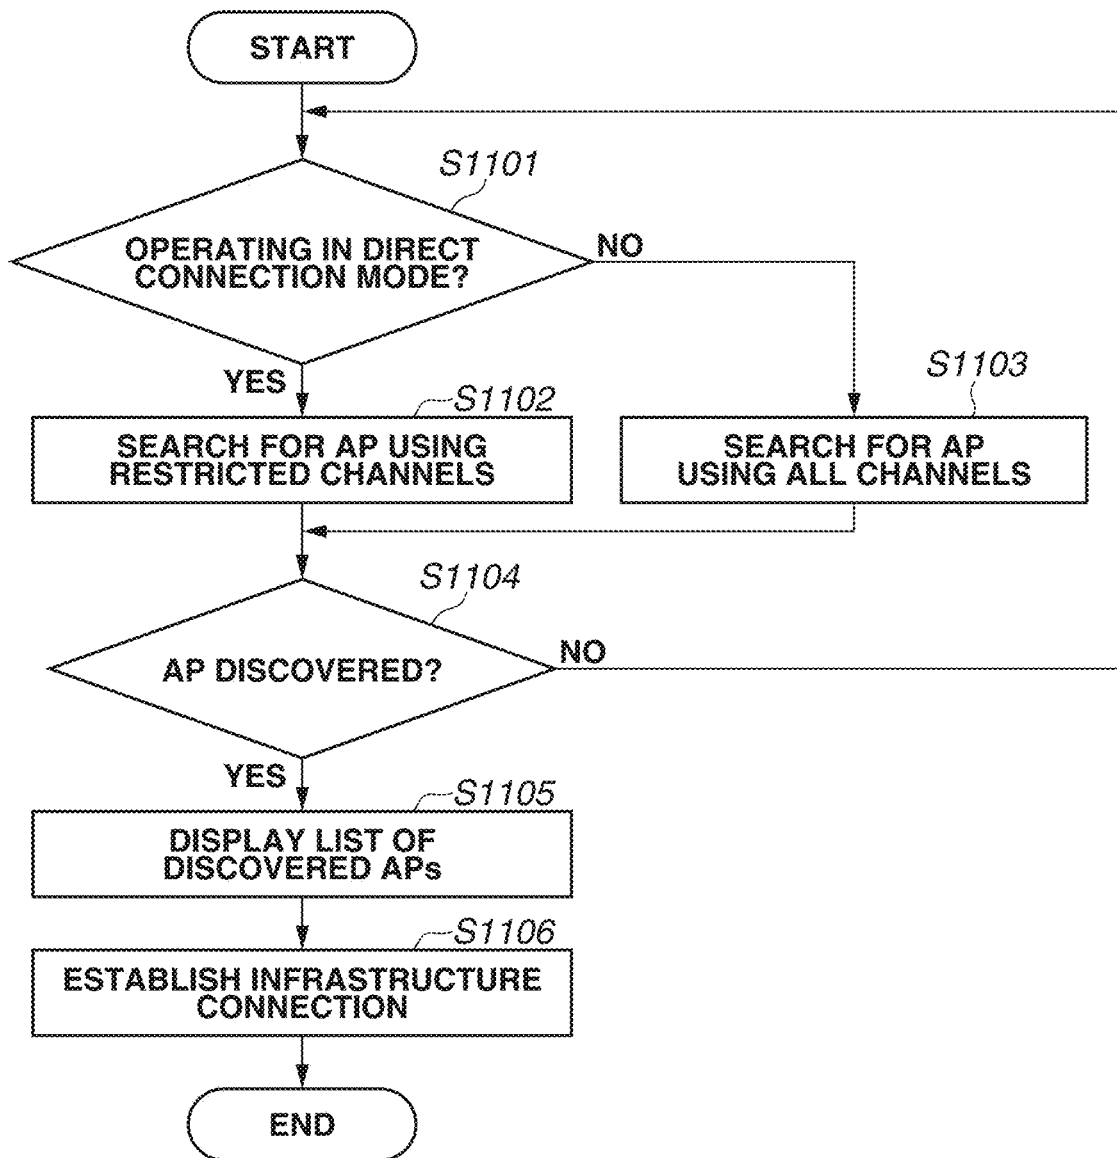 START
S1101
OPERATING IN DIRECT
CONNECTION MODE?
NO
YES
S1102
SEARCH FOR AP USING
RESTRICTED CHANNELS
S1103
SEARCH FOR AP
USING ALL CHANNELS
S1104
AP DISCOVERED?
NO
YES
S1105
DISPLAY LIST OF
DISCOVERED APs
S1106
ESTABLISH INFRASTRUCTURE
CONNECTION
END